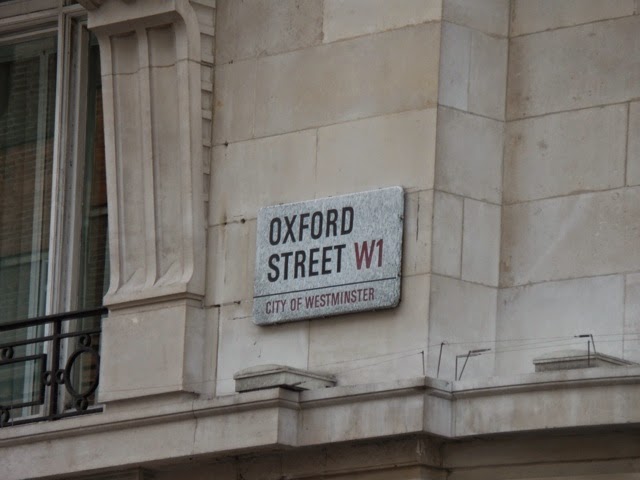 OXFORD
STREET W1
CITY OF WESTMINSTER